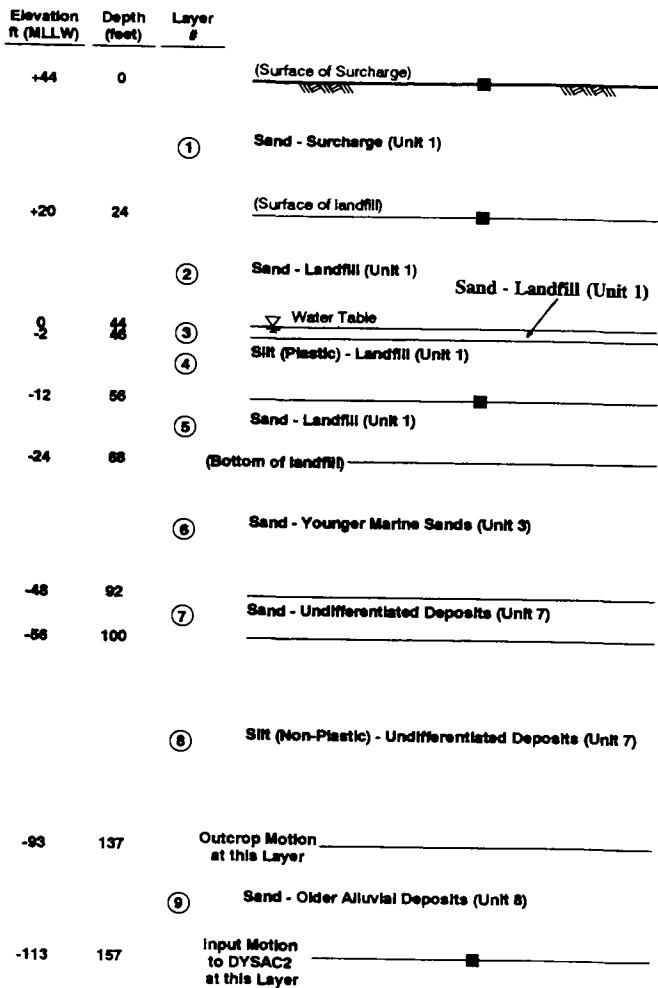 Elevation Depth Layer
ft (MLLW) (feet) #
+44 0 (Surface of Surcharge)
1 Sand - Surcharge (Unit 1)
+20 24 (Surface of landfill)
2 Sand - Landfill (Unit 1)
Sand - Landfill (Unit 1)
0 44 Water Table
-2 46 3
4 Silt (Plastic) - Landfill (Unit 1)
-12 56
5 Sand - Landfill (Unit 1)
-24 68 (Bottom of landfill)
6 Sand - Younger Marine Sands (Unit 3)
-48 92
7 Sand - Undifferentiated Deposits (Unit 7)
-56 100
8 Silt (Non-Plastic) - Undifferentiated Deposits (Unit 7)
-93 137 Outcrop Motion
at this Layer
9 Sand - Older Alluvial Deposits (Unit 8)
-113 157 Input Motion
to DYSAC2
at this Layer